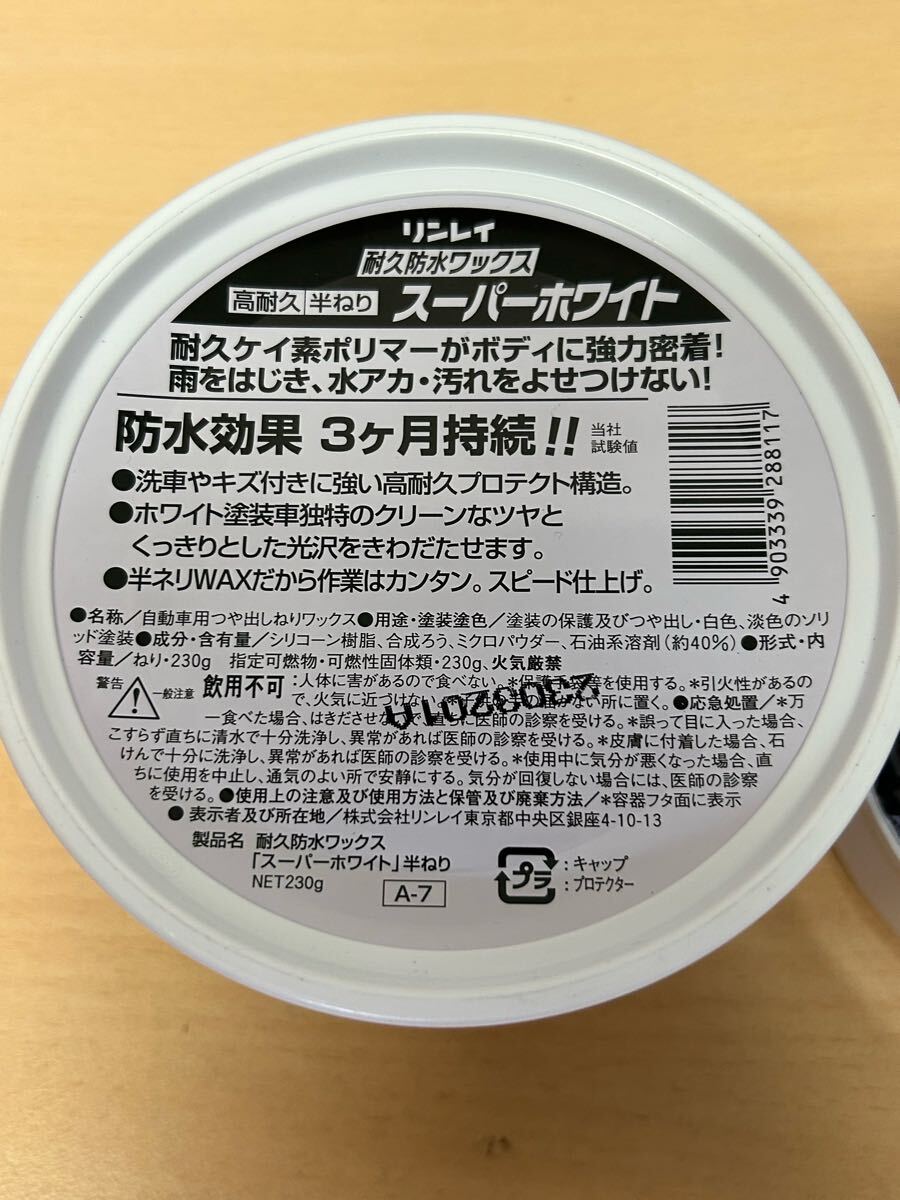 リンレイ
耐久防水ワックス
高耐久 半ねり スーパーホワイト
耐久ケイ素ポリマーがボディに強力密着!
雨をはじき、水アカ・汚れをよせつけない!
防水効果 3ヶ月持続!! 当社試験値
●洗車やキズ付きに強い高耐久プロテクト構造。
●ホワイト塗装車独特のクリーンなツヤと
くっきりとした光沢をきわだたせます。
●半ネリWAXだから作業はカンタン。スピード仕上げ。
4 903339 288117
●名称/自動車用つや出しねりワックス●用途・塗装塗色/塗装の保護及びつや出し・白色、淡色のソリ
ッド塗装●成分・含有量/シリコーン樹脂、合成ろう、ミクロパウダー、石油系溶剤(約40%)●形式・内
容量/ねり・230g 指定可燃物・可燃性固体類・230g、火気厳禁
警告 一般注意 飲用不可:人体に害があるので食べない。*保護手袋等を使用する。*引火性があるの
で、火気に近づけない。 の届かない所に置く。●応急処置/*万
一食べた場合、はきださせないで、直ちに医師の診察を受ける。*誤って目に入った場合、
こすらず直ちに清水で十分洗浄し、異常があれば医師の診察を受ける。*皮膚に付着した場合、石
けんで十分に洗浄し、異常があれば医師の診察を受ける。*使用中に気分が悪くなった場合、直
ちに使用を中止し、通気のよい所で安静にする。気分が回復しない場合には、医師の診察
を受ける。●使用上の注意及び使用方法と保管及び廃棄方法/*容器フタ面に表示
●表示者及び所在地/株式会社リンレイ東京都中央区銀座4-10-13
製品名 耐久防水ワックス
「スーパーホワイト」半ねり
NET230g
A-7
プラ :キャップ
:プロテクター